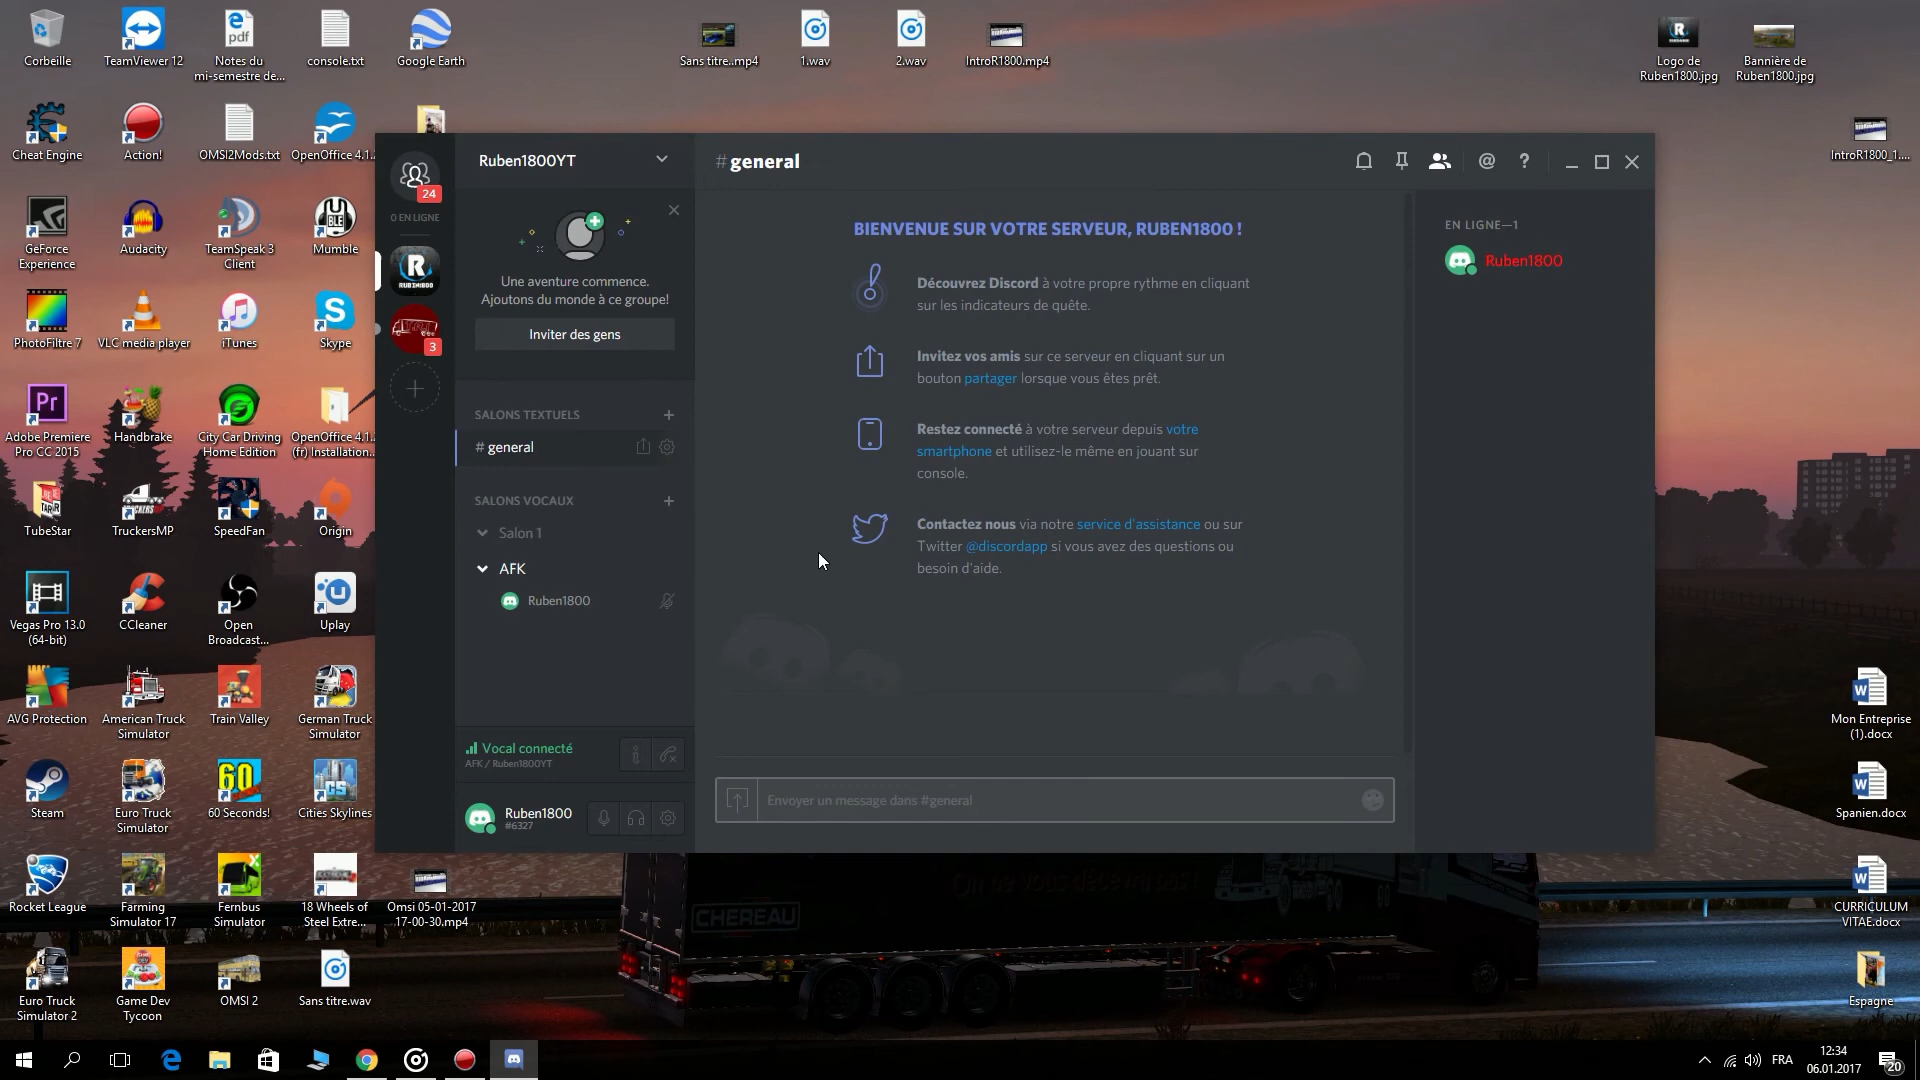 Corbeille
TeamViewer 12
Notes du
mi-semestre de...
console.txt
Google Earth
Sans titre..mp4
1.wav
2.wav
IntroR1800.mp4
Logo de
Ruben1800.jpg
Bannière de
Ruben1800.jpg
Cheat Engine
Action!
OMSI2Mods.txt
OpenOffice 4.1.
IntroR1800_1....
GeForce
Experience
Audacity
TeamSpeak 3
Client
Mumble
PhotoFiltre 7
VLC media player
iTunes
Skype
Adobe Premiere
Pro CC 2015
Handbrake
City Car Driving
Home Edition
OpenOffice 4.1.
(fr) Installation...
TubeStar
TruckersMP
SpeedFan
Origin
Vegas Pro 13.0
(64-bit)
CCleaner
Open
Broadcast...
Uplay
AVG Protection
American Truck
Simulator
Train Valley
German Truck
Simulator
Steam
Euro Truck
Simulator
60 Seconds!
Cities Skylines
Rocket League
Farming
Simulator 17
Fernbus
Simulator
18 Wheels of
Steel Extre...
Omsi 05-01-2017
17-00-30.mp4
Euro Truck
Simulator 2
Game Dev
Tycoon
OMSI 2
Sans titre.wav
24
0 EN LIGNE
RUBEN1800
3
Ruben1800YT
Une aventure commence.
Ajoutons du monde à ce groupe!
Inviter des gens
SALONS TEXTUELS
# general
SALONS VOCAUX
Salon 1
AFK
Ruben1800
Vocal connecté
AFK / Ruben1800YT
Ruben1800
#6327
# general
BIENVENUE SUR VOTRE SERVEUR, RUBEN1800 !
Découvrez Discord à votre propre rythme en cliquant
sur les indicateurs de quête.
Invitez vos amis sur ce serveur en cliquant sur un
bouton partager lorsque vous êtes prêt.
Restez connecté à votre serveur depuis votre
smartphone et utilisez-le même en jouant sur
console.
Contactez nous via notre service d'assistance ou sur
Twitter @discordapp si vous avez des questions ou
besoin d'aide.
Envoyer un message dans #general
EN LIGNE—1
Ruben1800
CHEREAU
Mon Entreprise
(1).docx
Spanien.docx
CURRICULUM
VITAE.docx
Espagne
FRA
12:34
06.01.2017
20